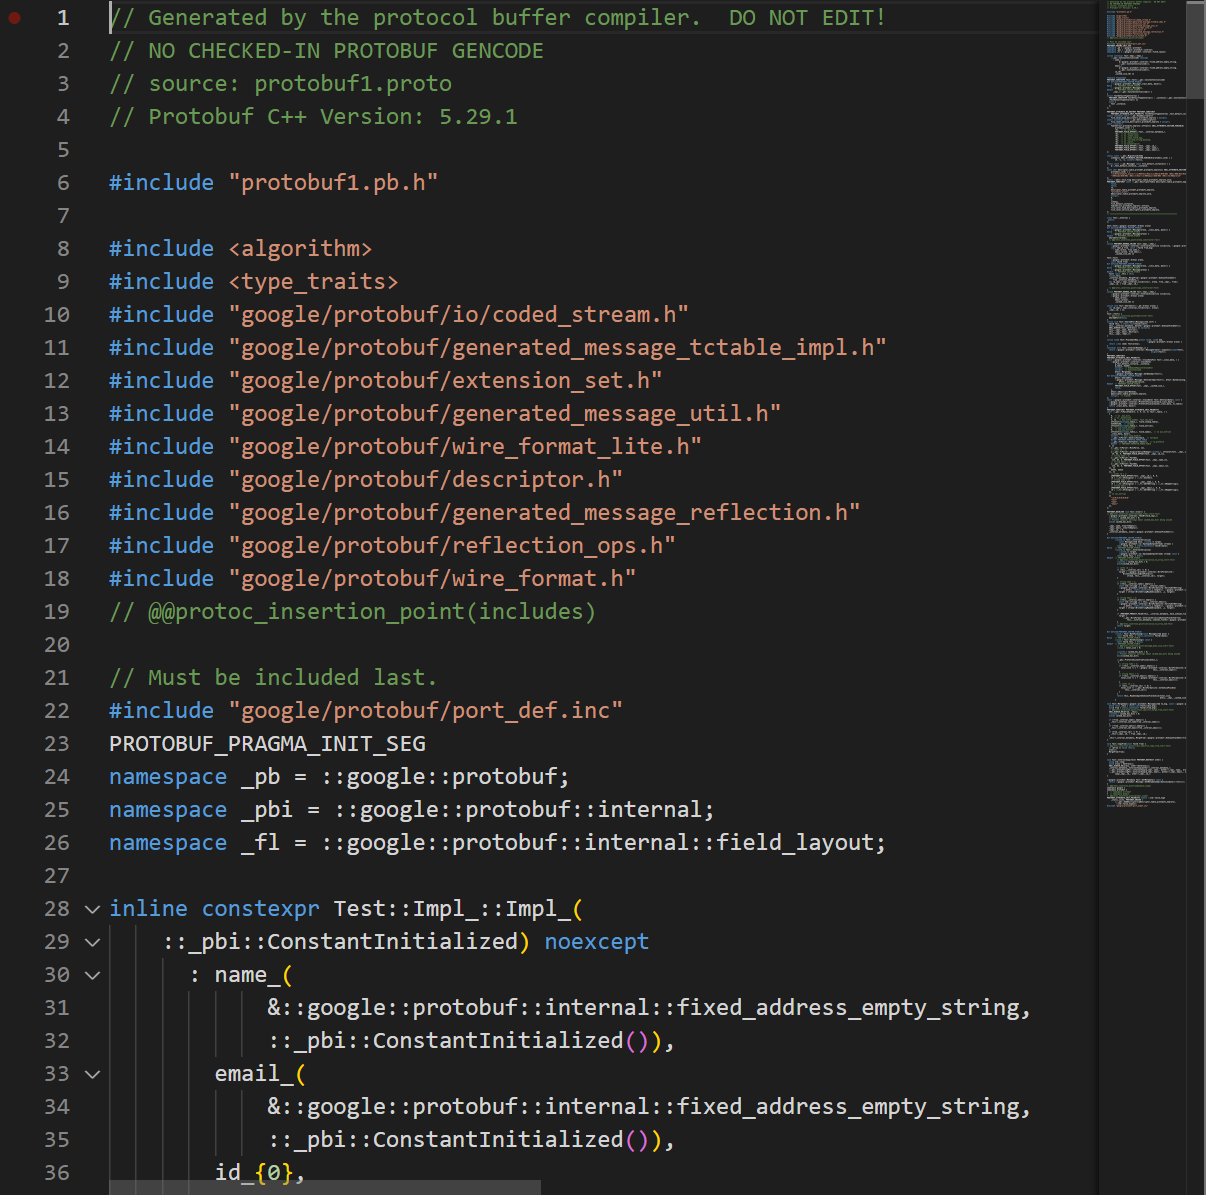 1 // Generated by the protocol buffer compiler.  DO NOT EDIT!
2 // NO CHECKED-IN PROTOBUF GENCODE
3 // source: protobuf1.proto
4 // Protobuf C++ Version: 5.29.1
5
6 #include "protobuf1.pb.h"
7
8 #include <algorithm>
9 #include <type_traits>
10 #include "google/protobuf/io/coded_stream.h"
11 #include "google/protobuf/generated_message_tctable_impl.h"
12 #include "google/protobuf/extension_set.h"
13 #include "google/protobuf/generated_message_util.h"
14 #include "google/protobuf/wire_format_lite.h"
15 #include "google/protobuf/descriptor.h"
16 #include "google/protobuf/generated_message_reflection.h"
17 #include "google/protobuf/reflection_ops.h"
18 #include "google/protobuf/wire_format.h"
19 // @@protoc_insertion_point(includes)
20
21 // Must be included last.
22 #include "google/protobuf/port_def.inc"
23 PROTOBUF_PRAGMA_INIT_SEG
24 namespace _pb = ::google::protobuf;
25 namespace _pbi = ::google::protobuf::internal;
26 namespace _fl = ::google::protobuf::internal::field_layout;
27
28 inline constexpr Test::Impl_::Impl_(
29     ::_pbi::ConstantInitialized) noexcept
30       : name_(
31             &::google::protobuf::internal::fixed_address_empty_string,
32             ::_pbi::ConstantInitialized()),
33         email_(
34             &::google::protobuf::internal::fixed_address_empty_string,
35             ::_pbi::ConstantInitialized()),
36         id_{0},